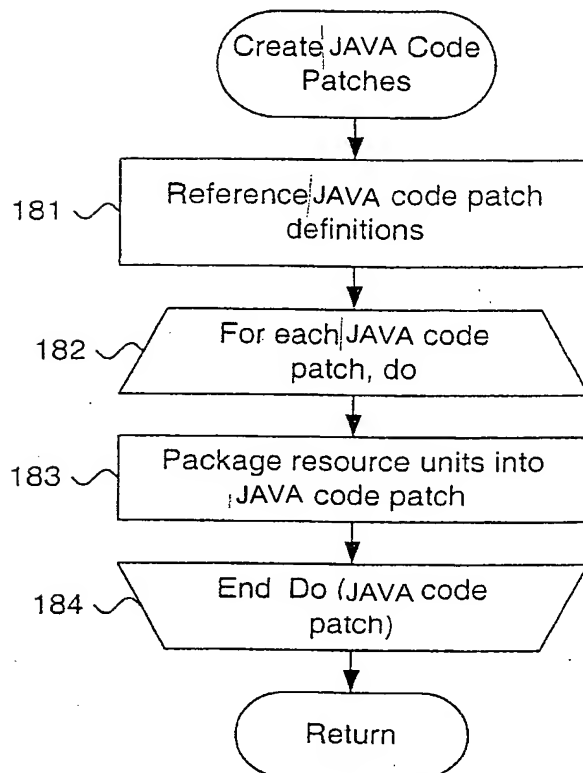 Create JAVA Code
Patches
181
Reference JAVA code patch
definitions
182
For each JAVA code
patch, do
183
Package resource units into
JAVA code patch
184
End Do (JAVA code
patch)
Return